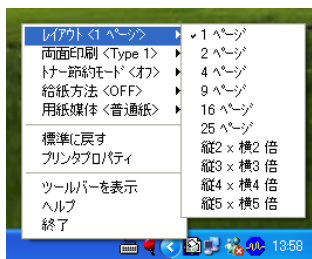 レイアウト <1 ページ>
両面印刷 <Type 1>
トナー節約モード <オフ>
給紙方法 <OFF>
用紙媒体 <普通紙>
標準に戻す
プリンタプロパティ
ツールバーを表示
ヘルプ
終了
1 ページ
2 ページ
4 ページ
9 ページ
16 ページ
25 ページ
縦2 x 横2 倍
縦3 x 横3 倍
縦4 x 横4 倍
縦5 x 横5 倍
13:58